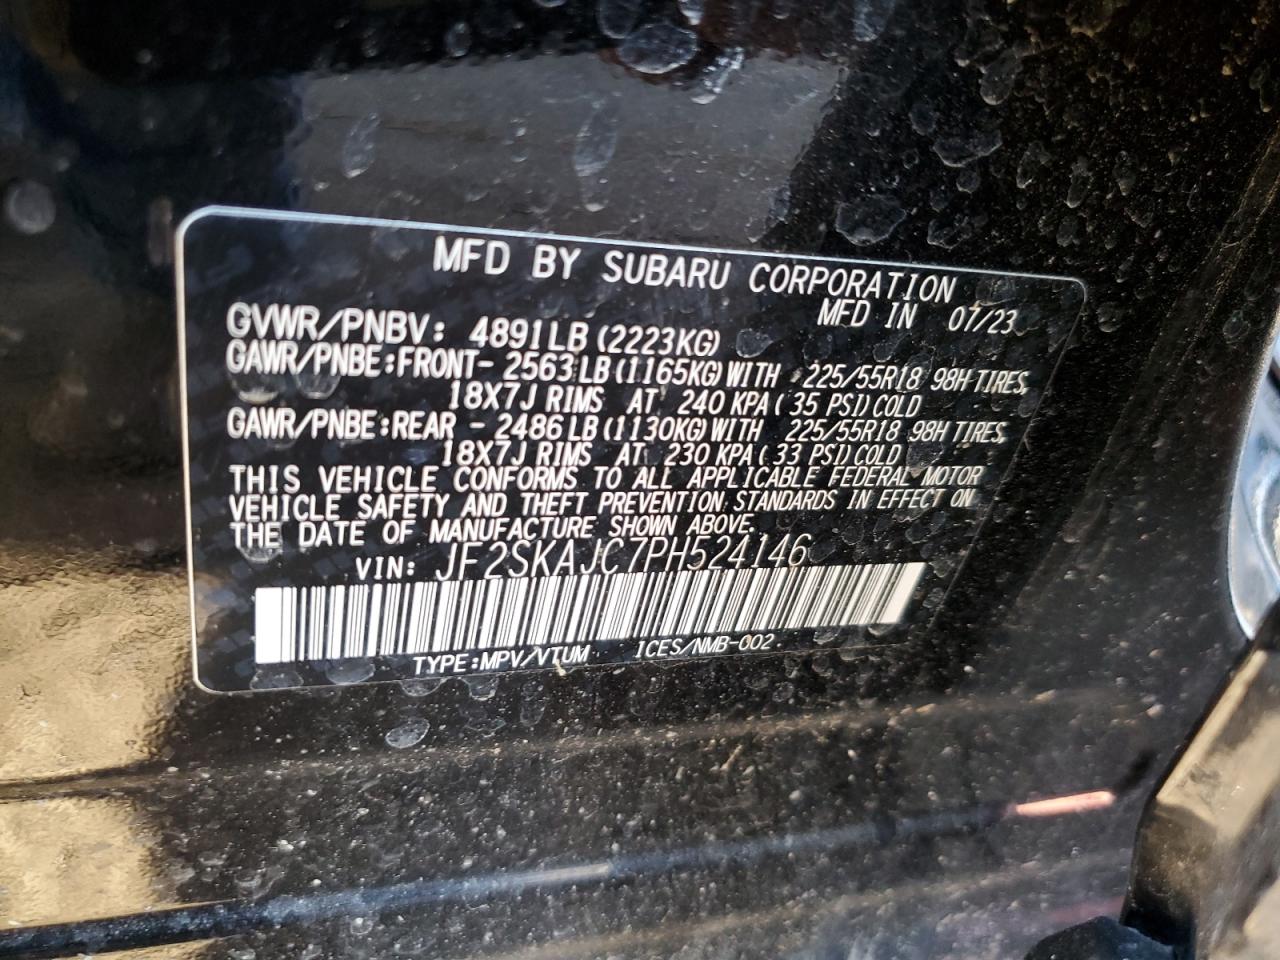 MFD BY SUBARU CORPORATION
MFD IN 07/23
GVWR/PNBV: 4891LB (2223KG)
GAWR/PNBE:FRONT- 2563LB (1165KG) WITH 225/55R18 98H TIRES,
18X7J RIMS AT 240 KPA (35 PSI) COLD
GAWR/PNBE:REAR - 2486LB (1130KG) WITH 225/55R18 98H TIRES,
18X7J RIMS AT 230 KPA (33 PSI) COLD
THIS VEHICLE CONFORMS TO ALL APPLICABLE FEDERAL MOTOR
VEHICLE SAFETY AND THEFT PREVENTION STANDARDS IN EFFECT ON
THE DATE OF MANUFACTURE SHOWN ABOVE.
VIN: JF2SKAJC7PH524146
TYPE:MPV/VTUM ICES/NMB-002